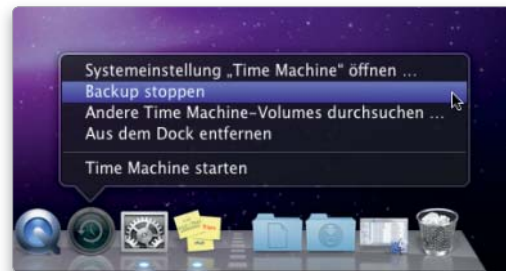 Systemeinstellung „Time Machine“ öffnen ...
Backup stoppen
Andere Time Machine-Volumes durchsuchen ...
Aus dem Dock entfernen
Time Machine starten